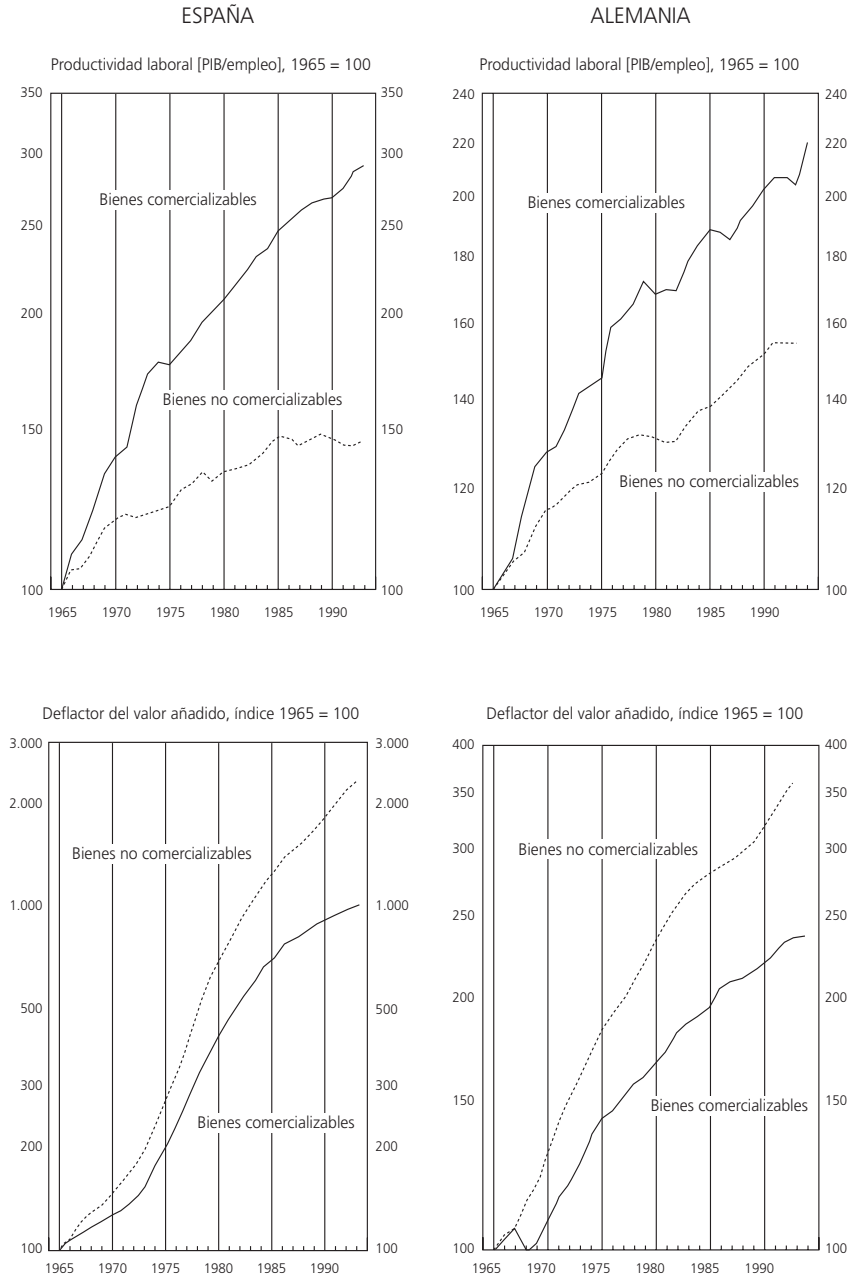 ESPAÑA
Productividad laboral [PIB/empleo], 1965 = 100
350 350
300 300
Bienes comercializables
250 250
200 200
Bienes no comercializables
150 150
100 100
1965 1970 1975 1980 1985 1990
ALEMANIA
Productividad laboral [PIB/empleo], 1965 = 100
240 240
220 220
200 200
Bienes comercializables
180 180
160 160
140 140
Bienes no comercializables
120 120
100 100
1965 1970 1975 1980 1985 1990
Deflactor del valor añadido, índice 1965 = 100
3.000 3.000
2.000 2.000
Bienes no comercializables
1.000 1.000
500 500
300 300
Bienes comercializables
200 200
100 100
1965 1970 1975 1980 1985 1990
Deflactor del valor añadido, índice 1965 = 100
400 400
350 350
300 300
Bienes no comercializables
250 250
200 200
150 150
Bienes comercializables
100 100
1965 1970 1975 1980 1985 1990